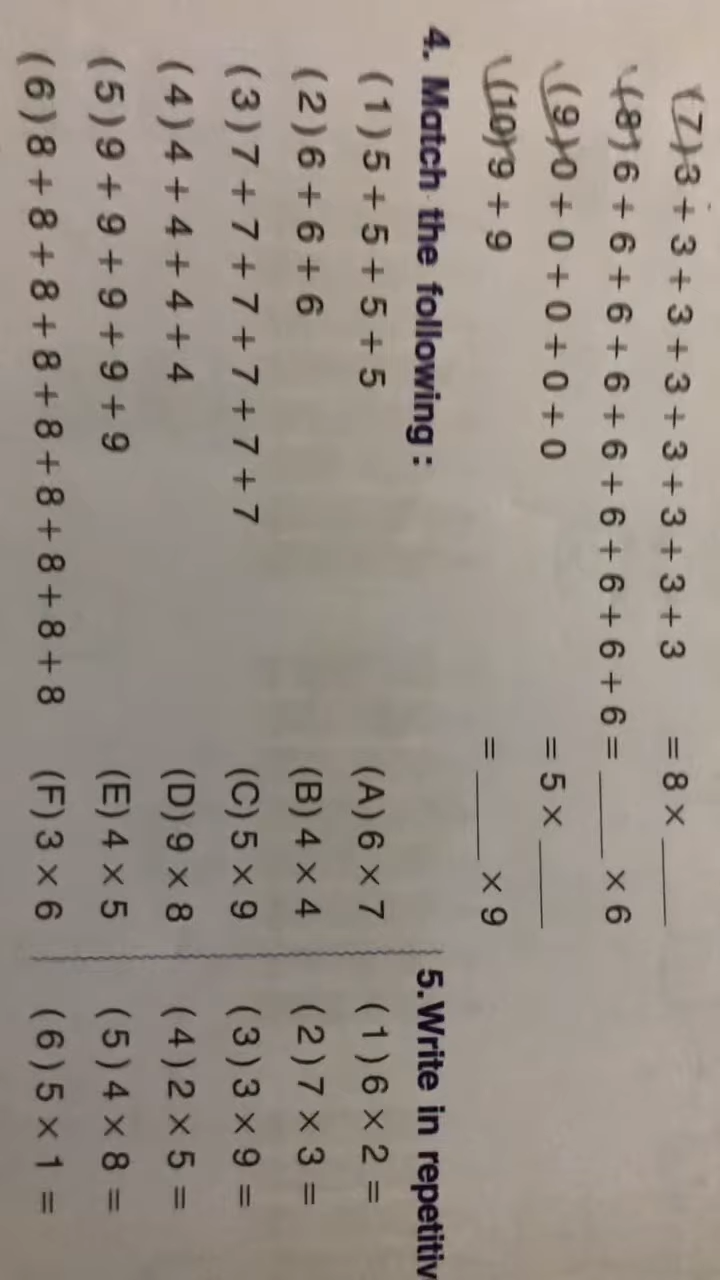 (7) 3 + 3 + 3 + 3 + 3 + 3 + 3 + 3 = 8 × ____
(8) 6 + 6 + 6 + 6 + 6 + 6 + 6 + 6 + 6 = ____ × 6
(9) 0 + 0 + 0 + 0 + 0 = 5 × ____
(10) 9 + 9 = ____ × 9
4. Match the following :
(1) 5 + 5 + 5 + 5 (A) 6 × 7
(2) 6 + 6 + 6 (B) 4 × 4
(3) 7 + 7 + 7 + 7 + 7 + 7 (C) 5 × 9
(4) 4 + 4 + 4 + 4 (D) 9 × 8
(5) 9 + 9 + 9 + 9 + 9 (E) 4 × 5
(6) 8 + 8 + 8 + 8 + 8 + 8 + 8 + 8 + 8 (F) 3 × 6
5. Write in repetitiv
(1) 6 × 2 =
(2) 7 × 3 =
(3) 3 × 9 =
(4) 2 × 5 =
(5) 4 × 8 =
(6) 5 × 1 =